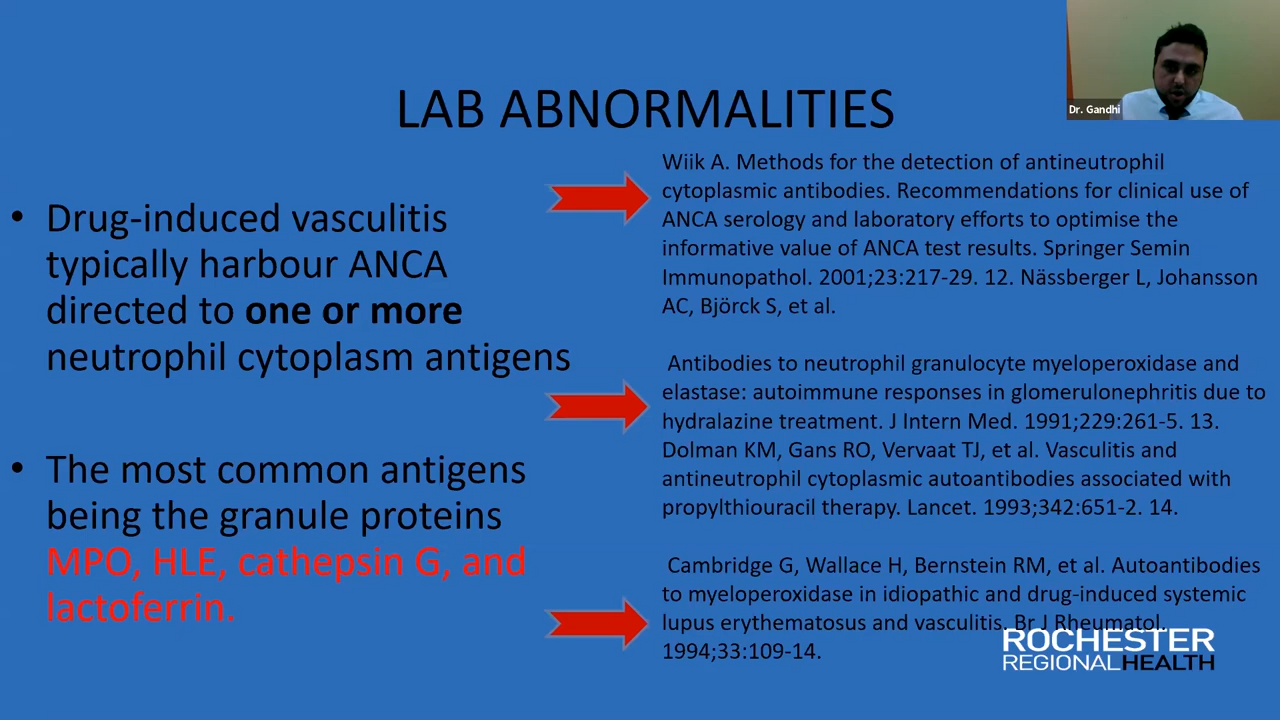 LAB ABNORMALITIES
Dr. Gandhi
• Drug-induced vasculitis
typically harbour ANCA
directed to one or more
neutrophil cytoplasm antigens
• The most common antigens
being the granule proteins
MPO, HLE, cathepsin G, and
lactoferrin.
Wiik A. Methods for the detection of antineutrophil
cytoplasmic antibodies. Recommendations for clinical use of
ANCA serology and laboratory efforts to optimise the
informative value of ANCA test results. Springer Semin
Immunopathol. 2001;23:217-29. 12. Nässberger L, Johansson
AC, Björck S, et al.
Antibodies to neutrophil granulocyte myeloperoxidase and
elastase: autoimmune responses in glomerulonephritis due to
hydralazine treatment. J Intern Med. 1991;229:261-5. 13.
Dolman KM, Gans RO, Vervaat TJ, et al. Vasculitis and
antineutrophil cytoplasmic autoantibodies associated with
propylthiouracil therapy. Lancet. 1993;342:651-2. 14.
Cambridge G, Wallace H, Bernstein RM, et al. Autoantibodies
to myeloperoxidase in idiopathic and drug-induced systemic
lupus erythematosus and vasculitis. Br J Rheumatol.
1994;33:109-14.
ROCHESTER
REGIONALHEALTH